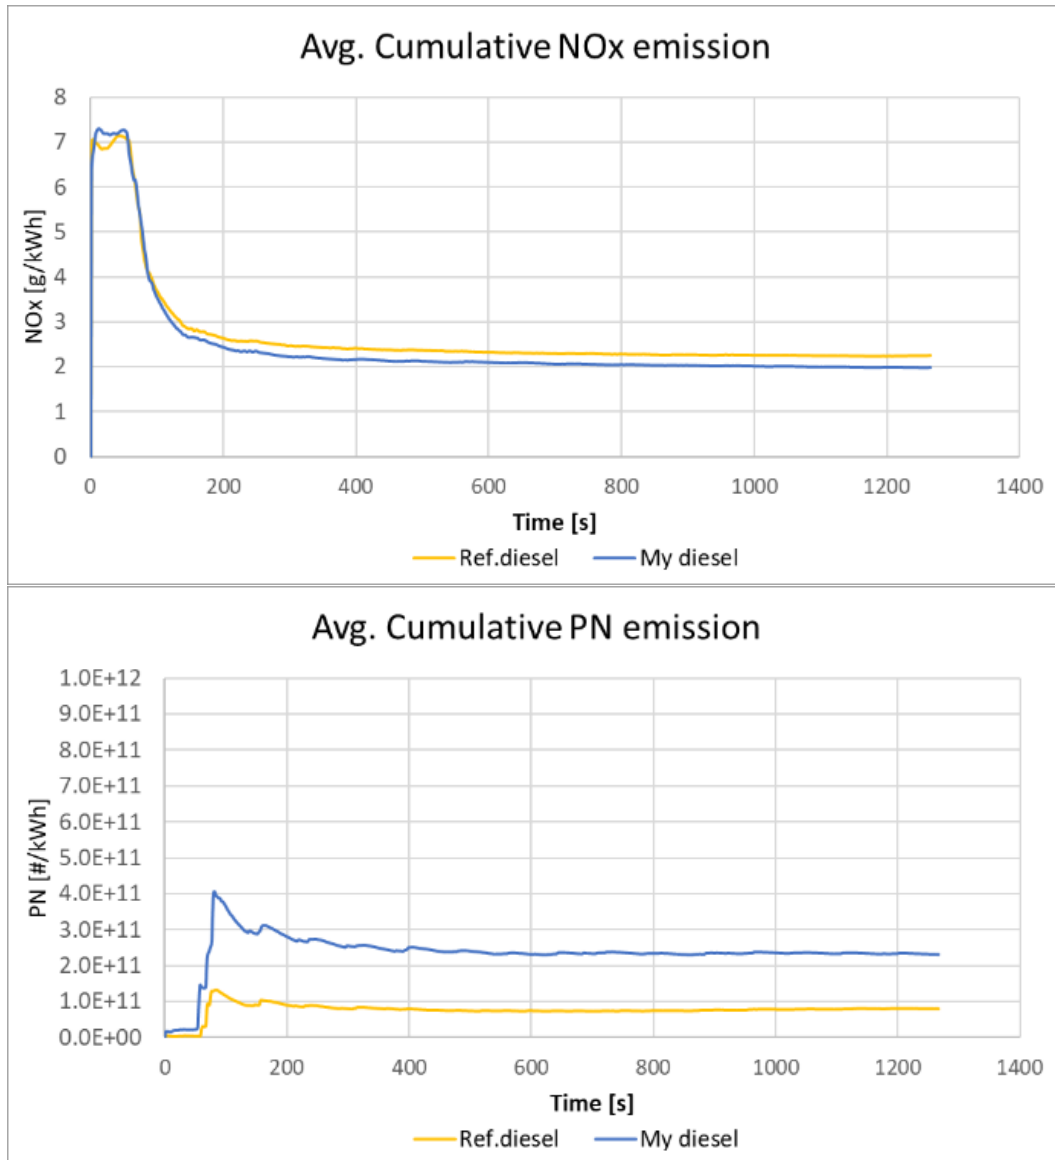 Avg. Cumulative NOx emission
8
7
6
5
4
3
2
1
0
NOx [g/kWh]
0 200 400 600 800 1000 1200 1400
Time [s]
Ref.diesel My diesel
Avg. Cumulative PN emission
1.0E+12
9.0E+11
8.0E+11
7.0E+11
6.0E+11
5.0E+11
4.0E+11
3.0E+11
2.0E+11
1.0E+11
0.0E+00
PN [#/kWh]
0 200 400 600 800 1000 1200 1400
Time [s]
Ref.diesel My diesel